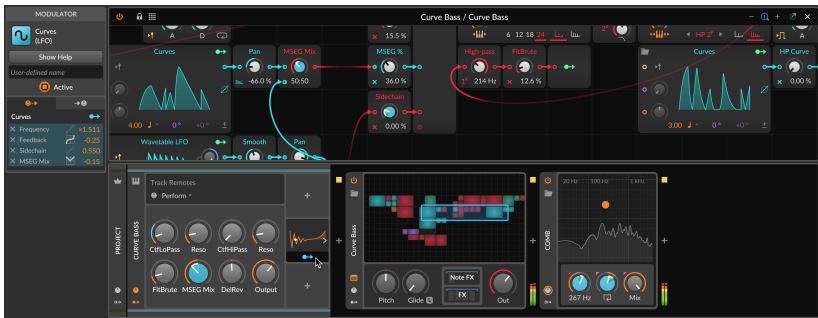 MODULATOR
Curves
(LFO)
Show Help
User-defined name
Active
Curves
Frequency ×1.511
Feedback -0.25
Sidechain 0.550
MSEG Mix -0.15
Curve Bass / Curve Bass
A D
× 15.5 %
6 12 18 24
HP 2°
A
Curves
4.00 0° +0°
Pan
-66.0 %
MSEG Mix
50:50
MSEG %
× 36.0 %
Sidechain
× 0.00 %
High-pass
1° 214 Hz
FltBrute
× 12.6 %
Curves
3.00 0° +0°
HP Curve
× 0.00 %
Wavetable LFO
Smooth
Pan
PROJECT
CURVE BASS
Track Remotes
Perform
CtfLoPass Reso CtfHiPass Reso
FltBrute MSEG Mix DelRev Output
Curve Bass
Pitch Glide L
Note FX
FX
Out
COMB
20 Hz 100 Hz 1 kHz
267 Hz Mix